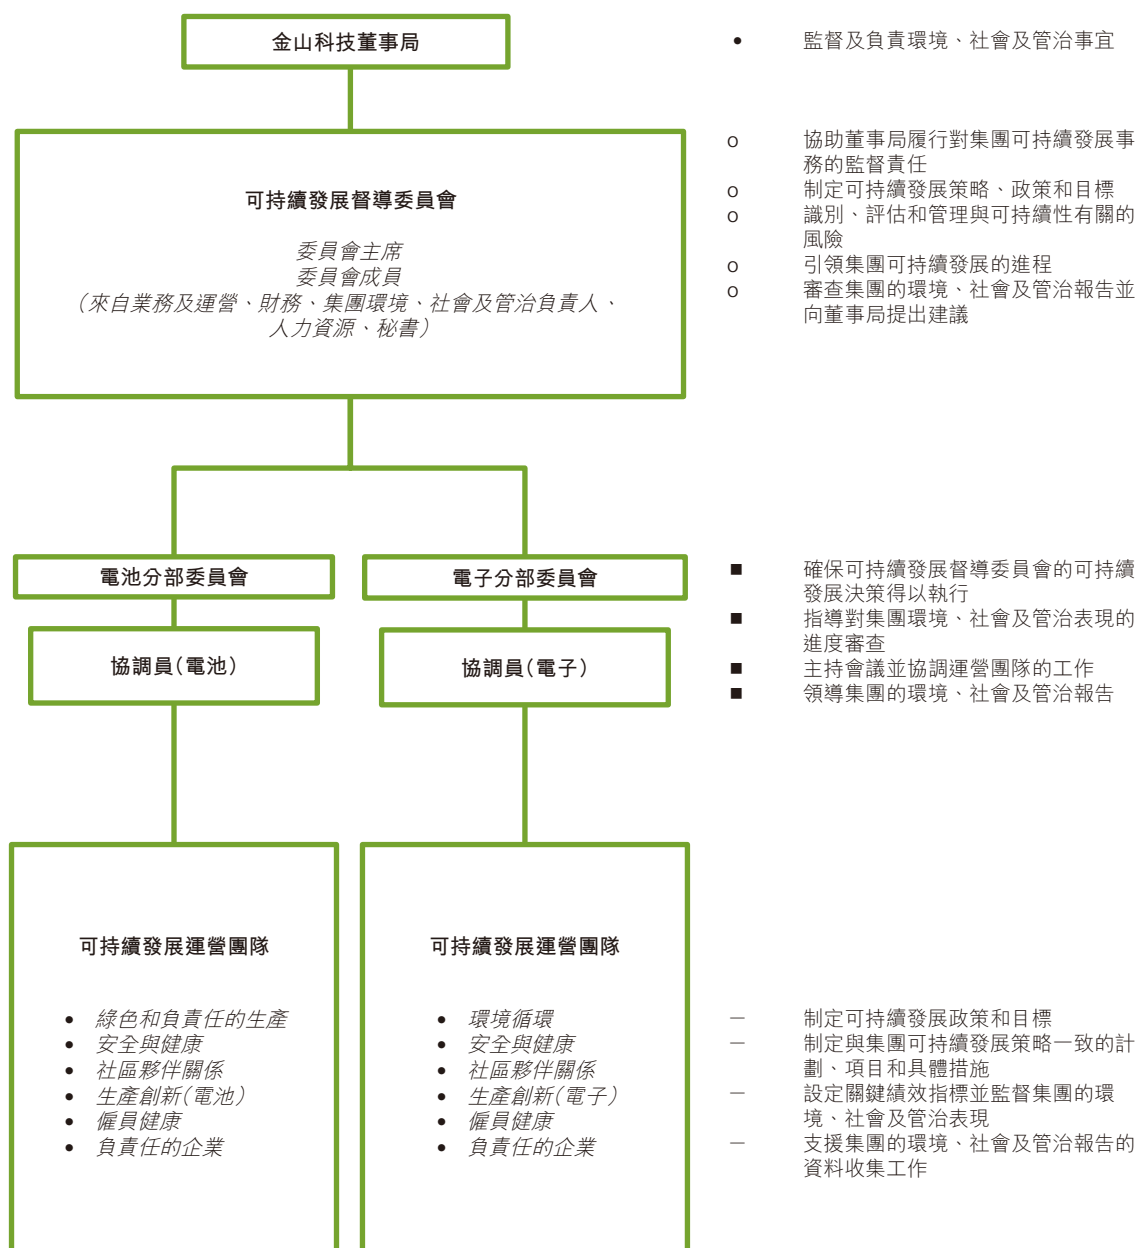 金山科技董事局
• 監督及負責環境、社會及管治事宜
可持續發展督導委員會
委員會主席
委員會成員
（來自業務及運營、財務、集團環境、社會及管治負責人、
人力資源、秘書）
o 協助董事局履行對集團可持續發展事
務的監督責任
o 制定可持續發展策略、政策和目標
o 識別、評估和管理與可持續性有關的
風險
o 引領集團可持續發展的進程
o 審查集團的環境、社會及管治報告並
向董事局提出建議
電池分部委員會
電子分部委員會
協調員(電池)
協調員(電子)
■ 確保可持續發展督導委員會的可持續
發展決策得以執行
■ 指導對集團環境、社會及管治表現的
進度審查
■ 主持會議並協調運營團隊的工作
■ 領導集團的環境、社會及管治報告
可持續發展運營團隊
• 綠色和負責任的生產
• 安全與健康
• 社區夥伴關係
• 生產創新(電池)
• 僱員健康
• 負責任的企業
可持續發展運營團隊
• 環境循環
• 安全與健康
• 社區夥伴關係
• 生產創新(電子)
• 僱員健康
• 負責任的企業
— 制定可持續發展政策和目標
— 制定與集團可持續發展策略一致的計
劃、項目和具體措施
— 設定關鍵績效指標並監督集團的環
境、社會及管治表現
— 支援集團的環境、社會及管治報告的
資料收集工作